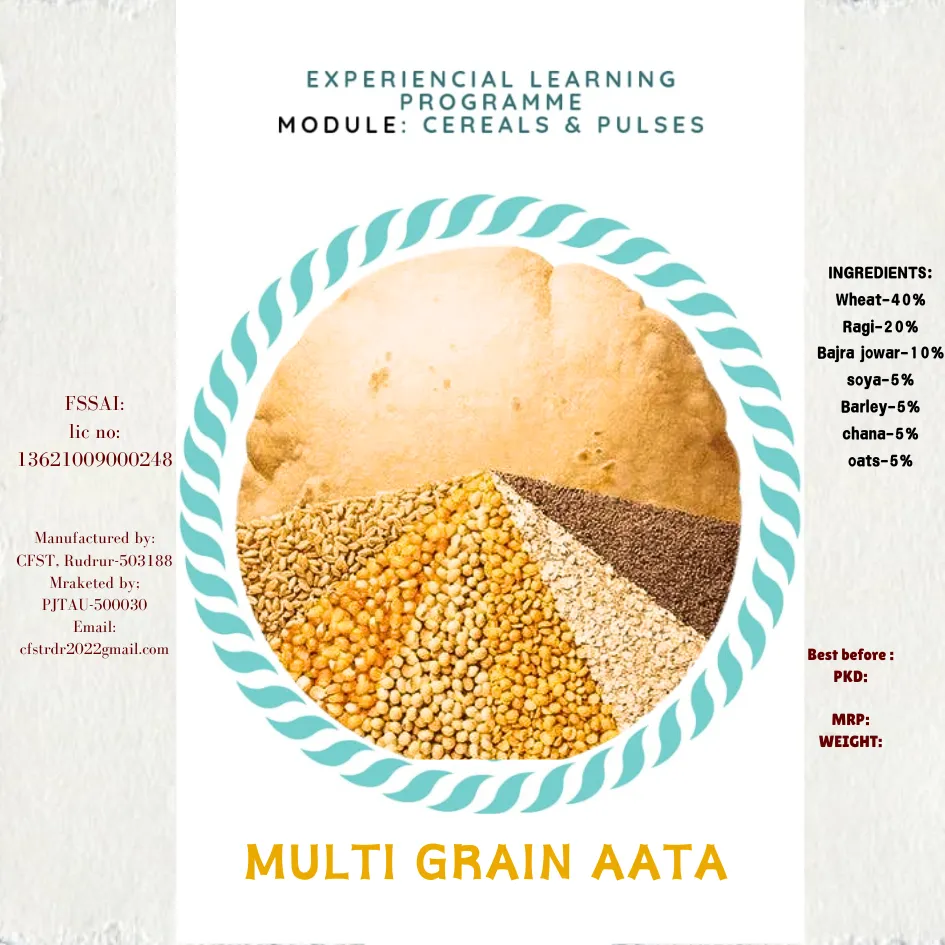 EXPERIENCIAL LEARNING
PROGRAMME
MODULE: CEREALS & PULSES
FSSAI:
lic no:
13621009000248
Manufactured by:
CFST, Rudrur-503188
Mraketed by:
PJTAU-500030
Email:
cfstrdr2022gmail.com
INGREDIENTS:
Wheat-40%
Ragi-20%
Bajra jowar-10%
soya-5%
Barley-5%
chana-5%
oats-5%
Best before :
PKD:
MRP:
WEIGHT:
MULTI GRAIN AATA